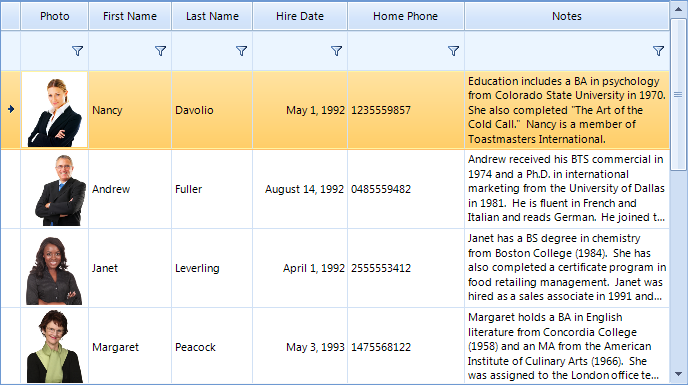 Photo First Name Last Name Hire Date Home Phone Notes
Nancy Davolio May 1, 1992 1235559857
Education includes a BA in psychology
from Colorado State University in 1970.
She also completed "The Art of the
Cold Call."  Nancy is a member of
Toastmasters International.
Andrew Fuller August 14, 1992 0485559482
Andrew received his BTS commercial in
1974 and a Ph.D. in international
marketing from the University of Dallas
in 1981.  He is fluent in French and
Italian and reads German.  He joined t...
Janet Leverling April 1, 1992 2555553412
Janet has a BS degree in chemistry
from Boston College (1984).  She has
also completed a certificate program in
food retailing management.  Janet was
hired as a sales associate in 1991 and...
Margaret Peacock May 3, 1993 1475568122
Margaret holds a BA in English
literature from Concordia College
(1958) and an MA from the American
Institute of Culinary Arts (1966).  She
was assigned to the London office te...